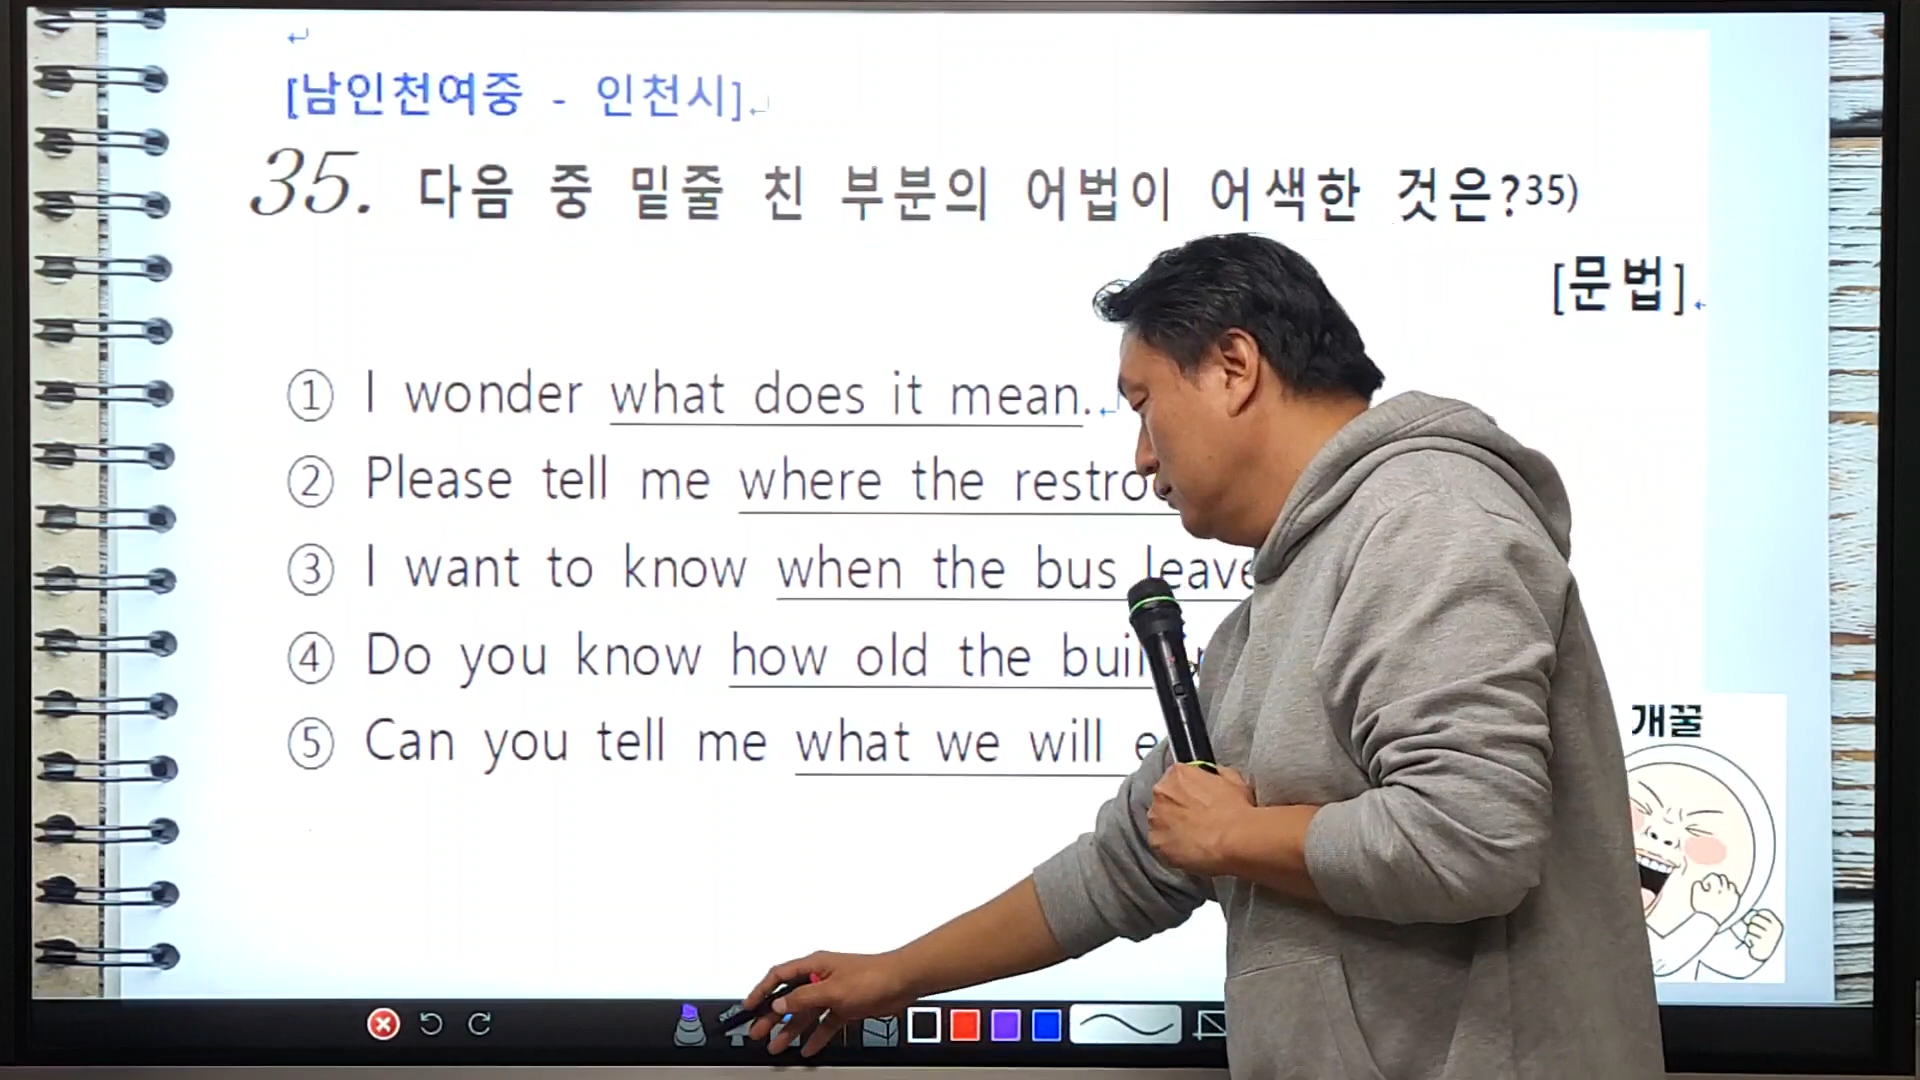 [남인천여중 - 인천시]
35. 다음 중 밑줄 친 부분의 어법이 어색한 것은?35)
[문법]
① I wonder what does it mean.
② Please tell me where the
③ I want to know when the bus
④ Do you know how old the
⑤ Can you tell me what we will
개꿀